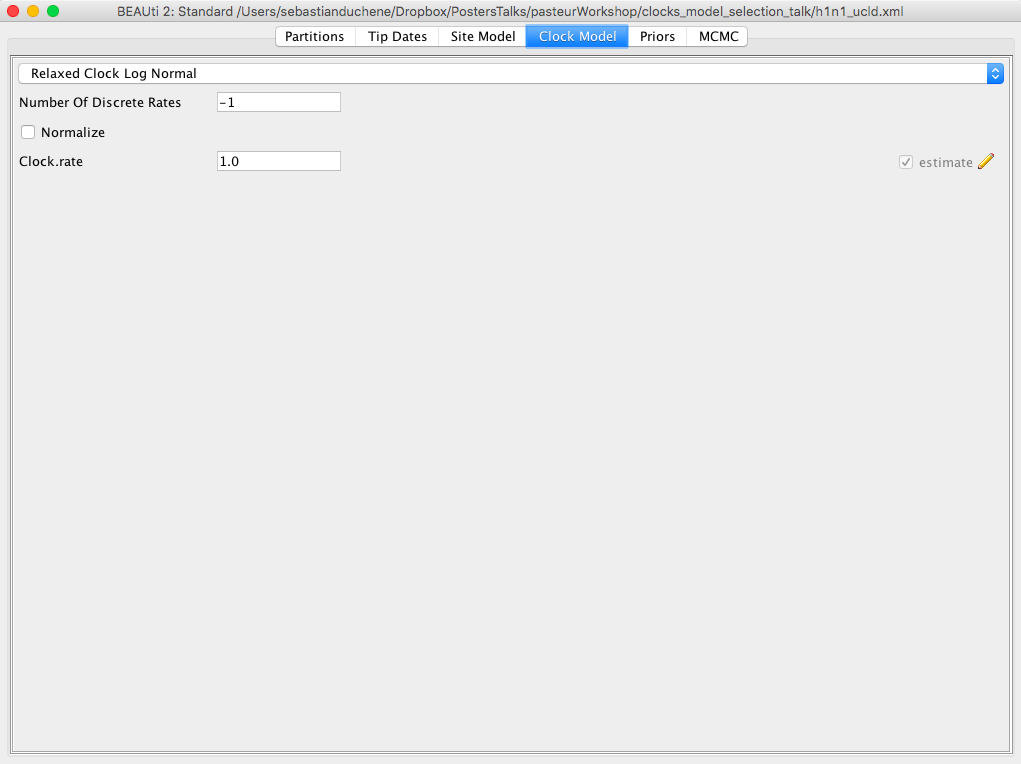 BEAUti 2: Standard /Users/sebastianduchene/Dropbox/PostersTalks/pasteurWorkshop/clocks_model_selection_talk/h1n1_ucld.xml
Partitions Tip Dates Site Model Clock Model Priors MCMC
Relaxed Clock Log Normal
Number Of Discrete Rates -1
Normalize
Clock.rate 1.0 estimate